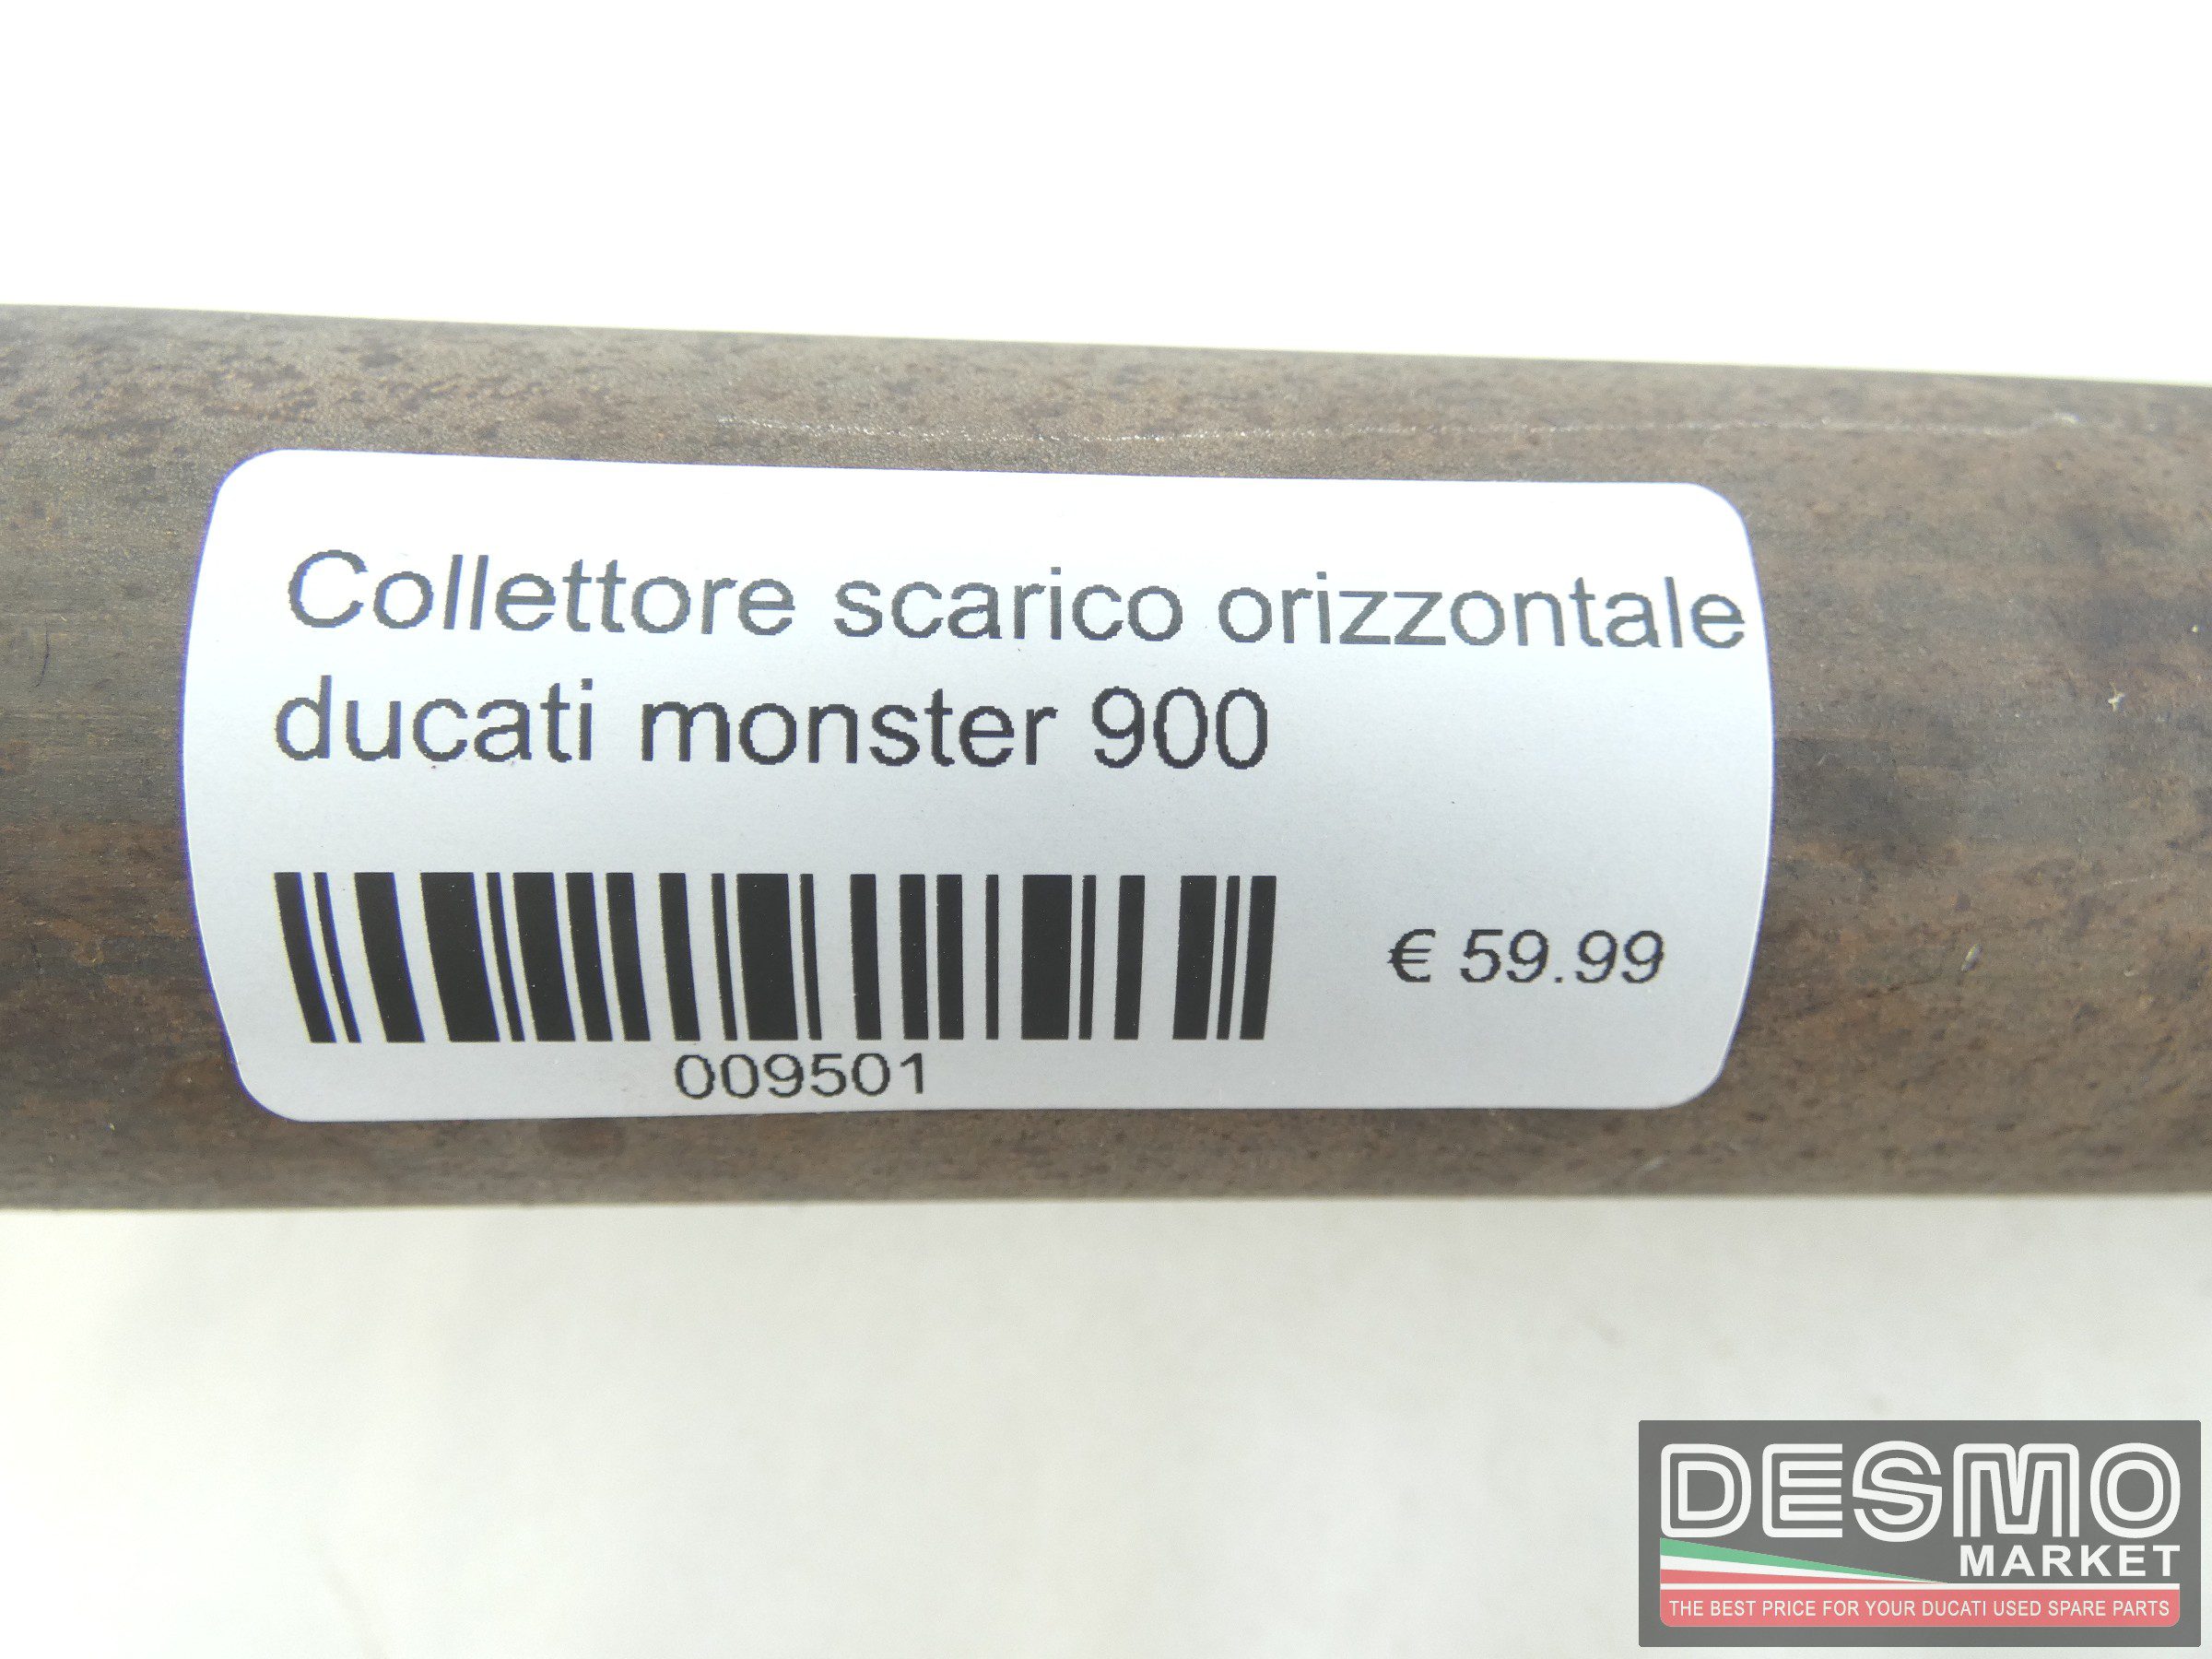 Collettore scarico orizzontale
ducati monster 900
€ 59.99
009501
DESMO
MARKET
THE BEST PRICE FOR YOUR DUCATI USED SPARE PARTS